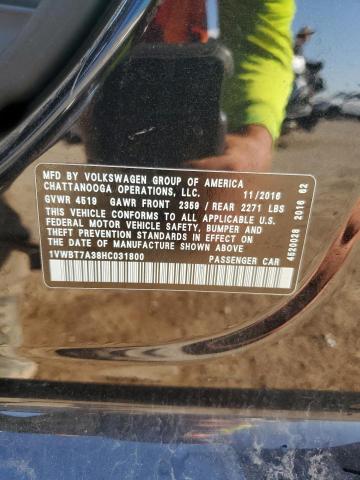 MFD BY VOLKSWAGEN GROUP OF AMERICA
CHATTANOOGA OPERATIONS, LLC. 11/2016
GVWR 4519 GAWR FRONT 2359 / REAR 2271 LBS
THIS VEHICLE CONFORMS TO ALL APPLICABLE U.S.
FEDERAL MOTOR VEHICLE SAFETY, BUMPER AND
THEFT PREVENTION STANDARDS IN EFFECT ON
THE DATE OF MANUFACTURE SHOWN ABOVE
1VWBT7A38HC031800 PASSENGER CAR
4520028 2016 62